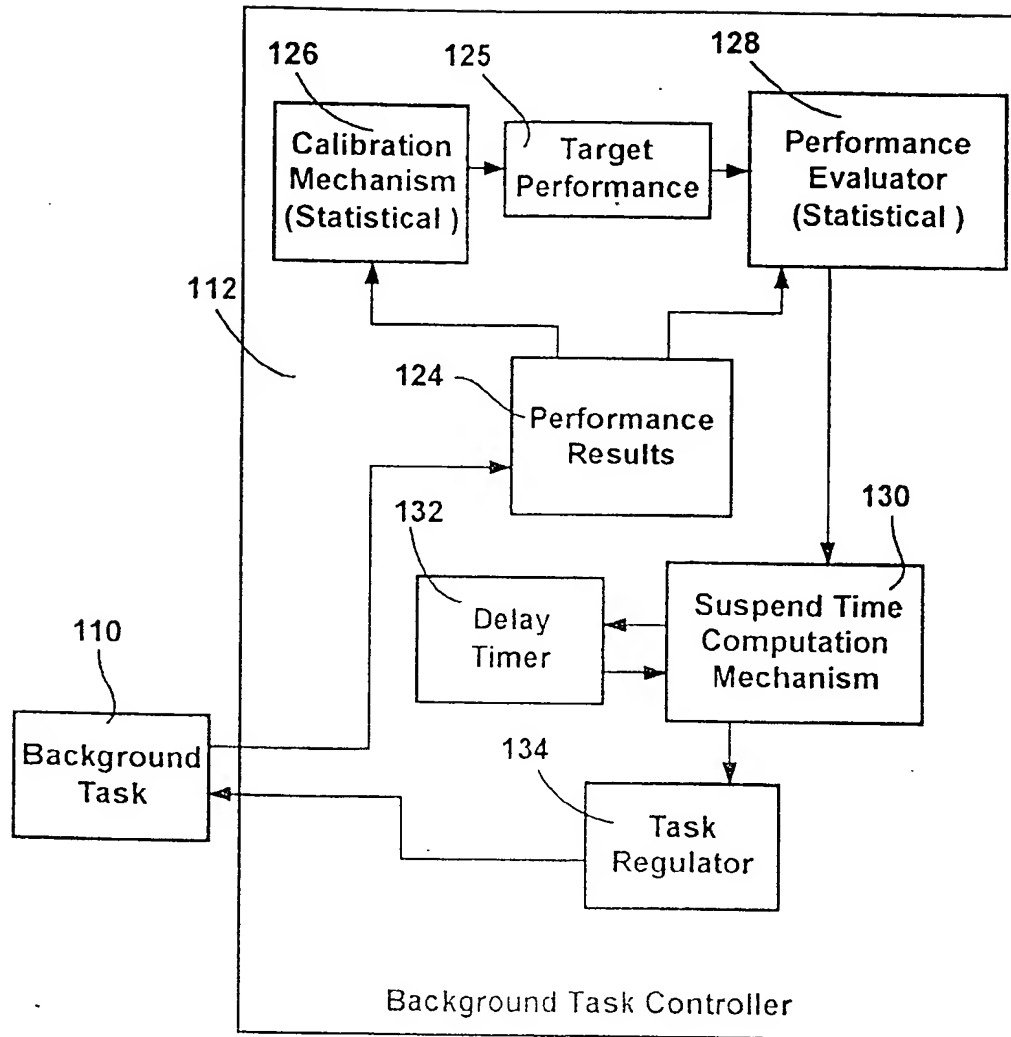 126
125
128
Calibration
Mechanism
(Statistical )
Target
Performance
Performance
Evaluator
(Statistical )
112
124
Performance
Results
132
130
Delay
Timer
Suspend Time
Computation
Mechanism
110
Background
Task
134
Task
Regulator
Background Task Controller